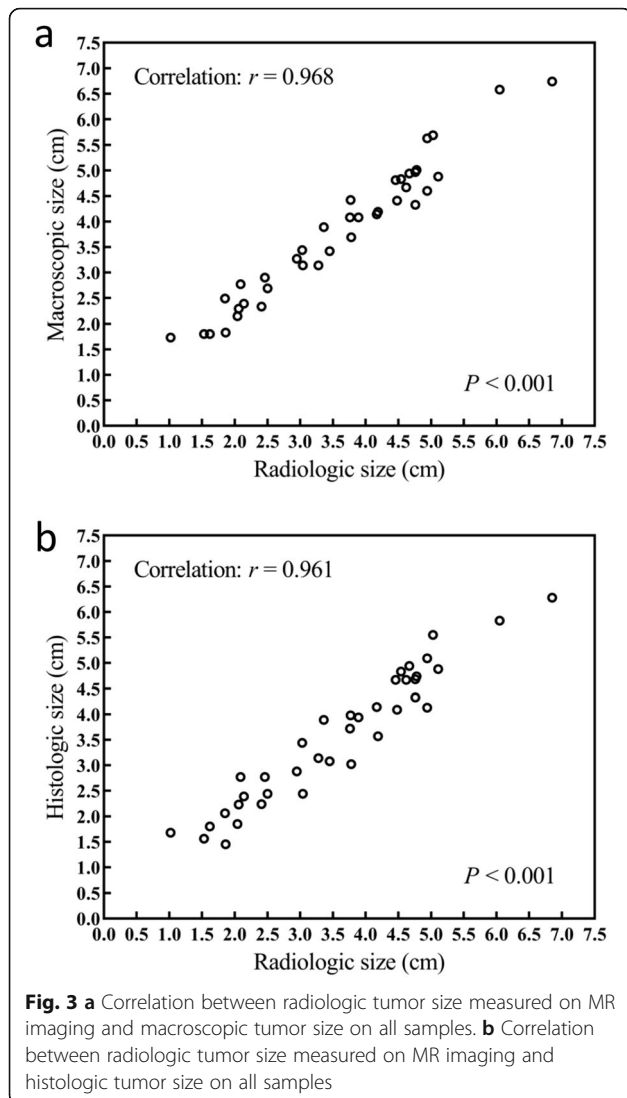 a
7.5
7.0
6.5
6.0
5.5
5.0
4.5
4.0
3.5
3.0
2.5
2.0
1.5
1.0
0.5
0.0
Macroscopic size (cm)
Correlation: r = 0.968
P < 0.001
0.0 0.5 1.0 1.5 2.0 2.5 3.0 3.5 4.0 4.5 5.0 5.5 6.0 6.5 7.0 7.5
Radiologic size (cm)
b
7.5
7.0
6.5
6.0
5.5
5.0
4.5
4.0
3.5
3.0
2.5
2.0
1.5
1.0
0.5
0.0
Histologic size (cm)
Correlation: r = 0.961
P < 0.001
0.0 0.5 1.0 1.5 2.0 2.5 3.0 3.5 4.0 4.5 5.0 5.5 6.0 6.5 7.0 7.5
Radiologic size (cm)
Fig. 3 a Correlation between radiologic tumor size measured on MR
imaging and macroscopic tumor size on all samples. b Correlation
between radiologic tumor size measured on MR imaging and
histologic tumor size on all samples